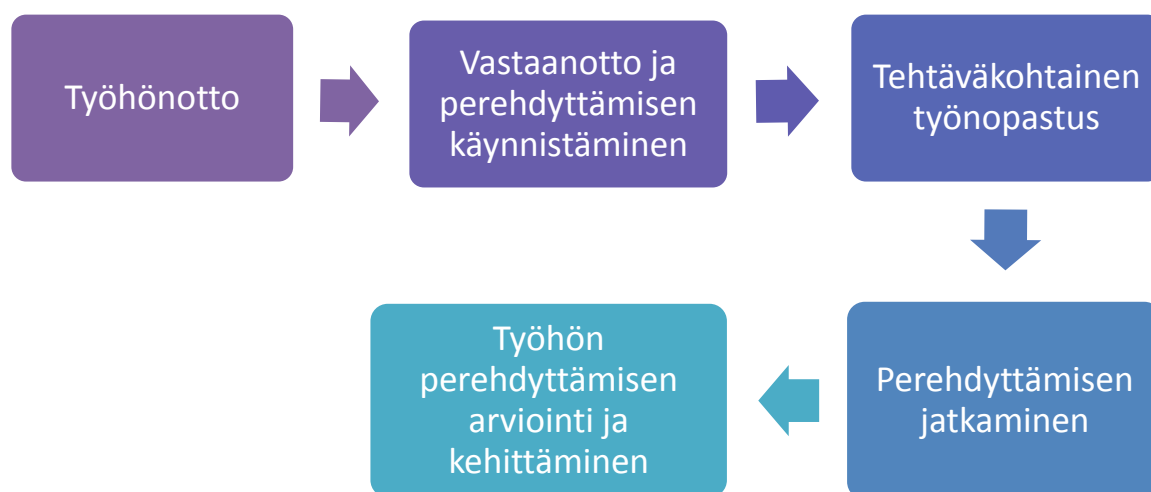 Työhönotto
Vastaanotto ja
perehdyttämisen
käynnistäminen
Tehtäväkohtainen
työnopastus
Perehdyttämisen
jatkaminen
Työhön
perehdyttämisen
arviointi ja
kehittäminen